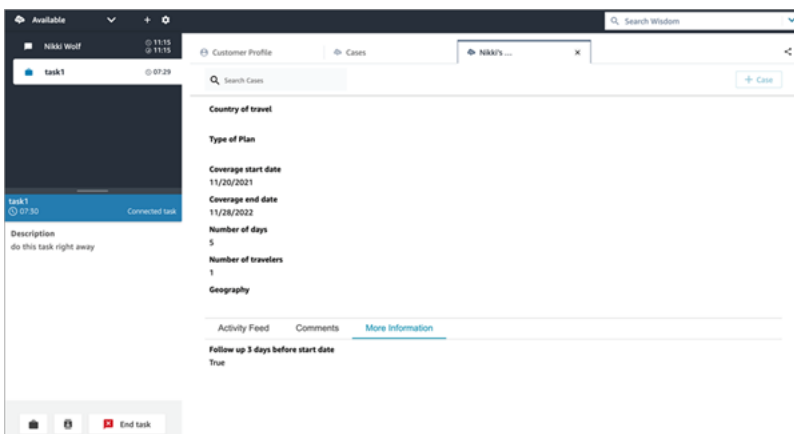 Available
Search Wisdom
Nikki Wolf
11:15
11:15
task1
07:29
Customer Profile
Cases
Nikki's ...
Search Cases
+ Case
Country of travel
Type of Plan
Coverage start date
11/20/2021
Coverage end date
11/28/2022
Number of days
5
Number of travelers
1
Geography
task1
07:30
Connected task
Description
do this task right away
Activity Feed
Comments
More Information
Follow up 3 days before start date
True
End task